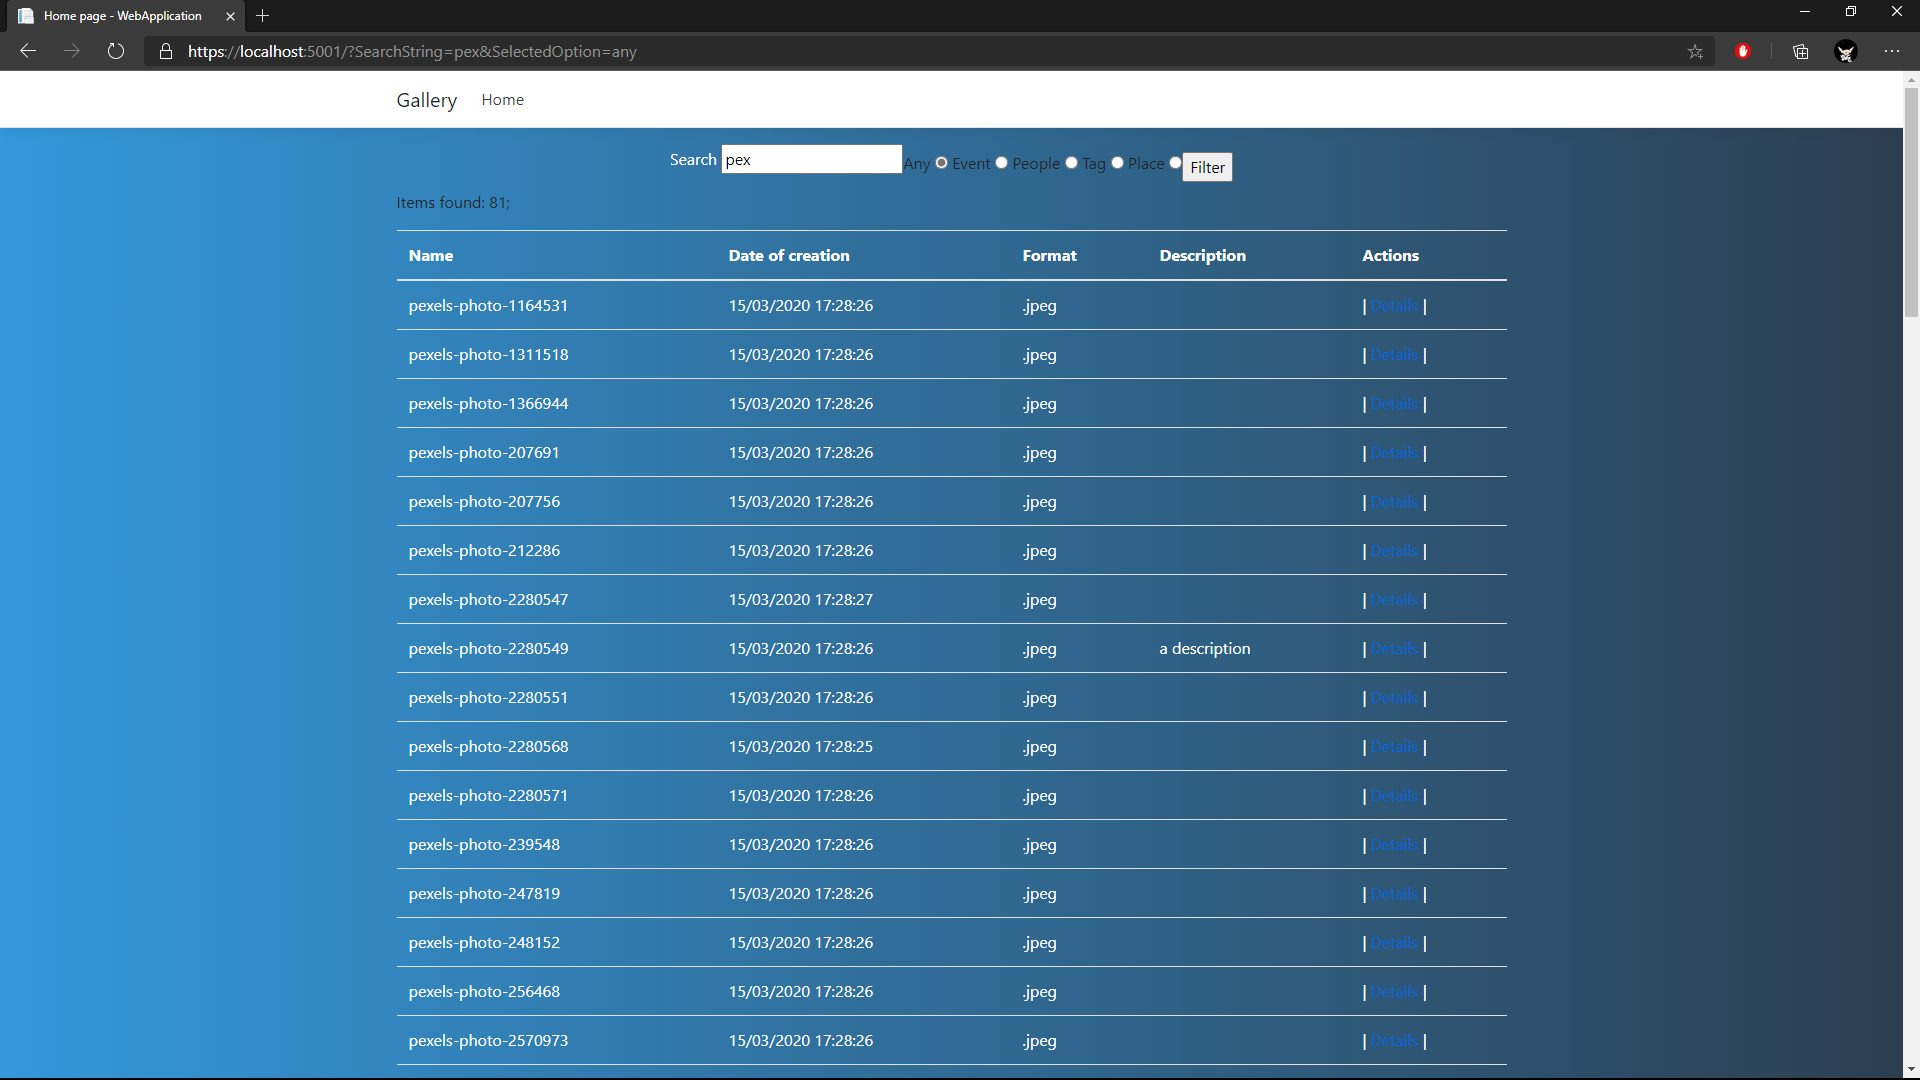 Home page - WebApplication
https://localhost:5001/?SearchString=pex&SelectedOption=any
Gallery Home
Search pex Any Event People Tag Place Filter
Items found: 81;
Name Date of creation Format Description Actions
pexels-photo-1164531 15/03/2020 17:28:26 .jpeg | Details |
pexels-photo-1311518 15/03/2020 17:28:26 .jpeg | Details |
pexels-photo-1366944 15/03/2020 17:28:26 .jpeg | Details |
pexels-photo-207691 15/03/2020 17:28:26 .jpeg | Details |
pexels-photo-207756 15/03/2020 17:28:26 .jpeg | Details |
pexels-photo-212286 15/03/2020 17:28:26 .jpeg | Details |
pexels-photo-2280547 15/03/2020 17:28:27 .jpeg | Details |
pexels-photo-2280549 15/03/2020 17:28:26 .jpeg a description | Details |
pexels-photo-2280551 15/03/2020 17:28:26 .jpeg | Details |
pexels-photo-2280568 15/03/2020 17:28:25 .jpeg | Details |
pexels-photo-2280571 15/03/2020 17:28:26 .jpeg | Details |
pexels-photo-239548 15/03/2020 17:28:26 .jpeg | Details |
pexels-photo-247819 15/03/2020 17:28:26 .jpeg | Details |
pexels-photo-248152 15/03/2020 17:28:26 .jpeg | Details |
pexels-photo-256468 15/03/2020 17:28:26 .jpeg | Details |
pexels-photo-2570973 15/03/2020 17:28:26 .jpeg | Details |